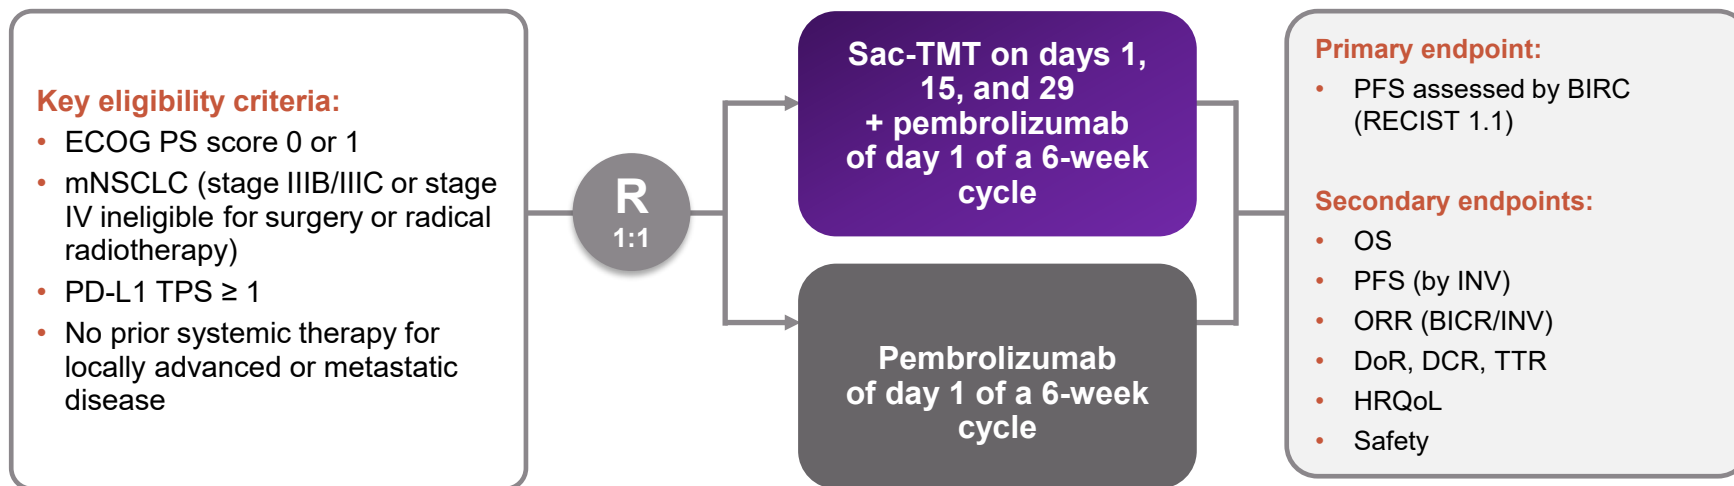 Key eligibility criteria:
• ECOG PS score 0 or 1
• mNSCLC (stage IIIB/IIIC or stage
IV ineligible for surgery or radical
radiotherapy)
• PD-L1 TPS ≥ 1
• No prior systemic therapy for
locally advanced or metastatic
disease
R
1:1
Sac-TMT on days 1,
15, and 29
+ pembrolizumab
of day 1 of a 6-week
cycle
Pembrolizumab
of day 1 of a 6-week
cycle
Primary endpoint:
• PFS assessed by BIRC
(RECIST 1.1)
Secondary endpoints:
• OS
• PFS (by INV)
• ORR (BICR/INV)
• DoR, DCR, TTR
• HRQoL
• Safety